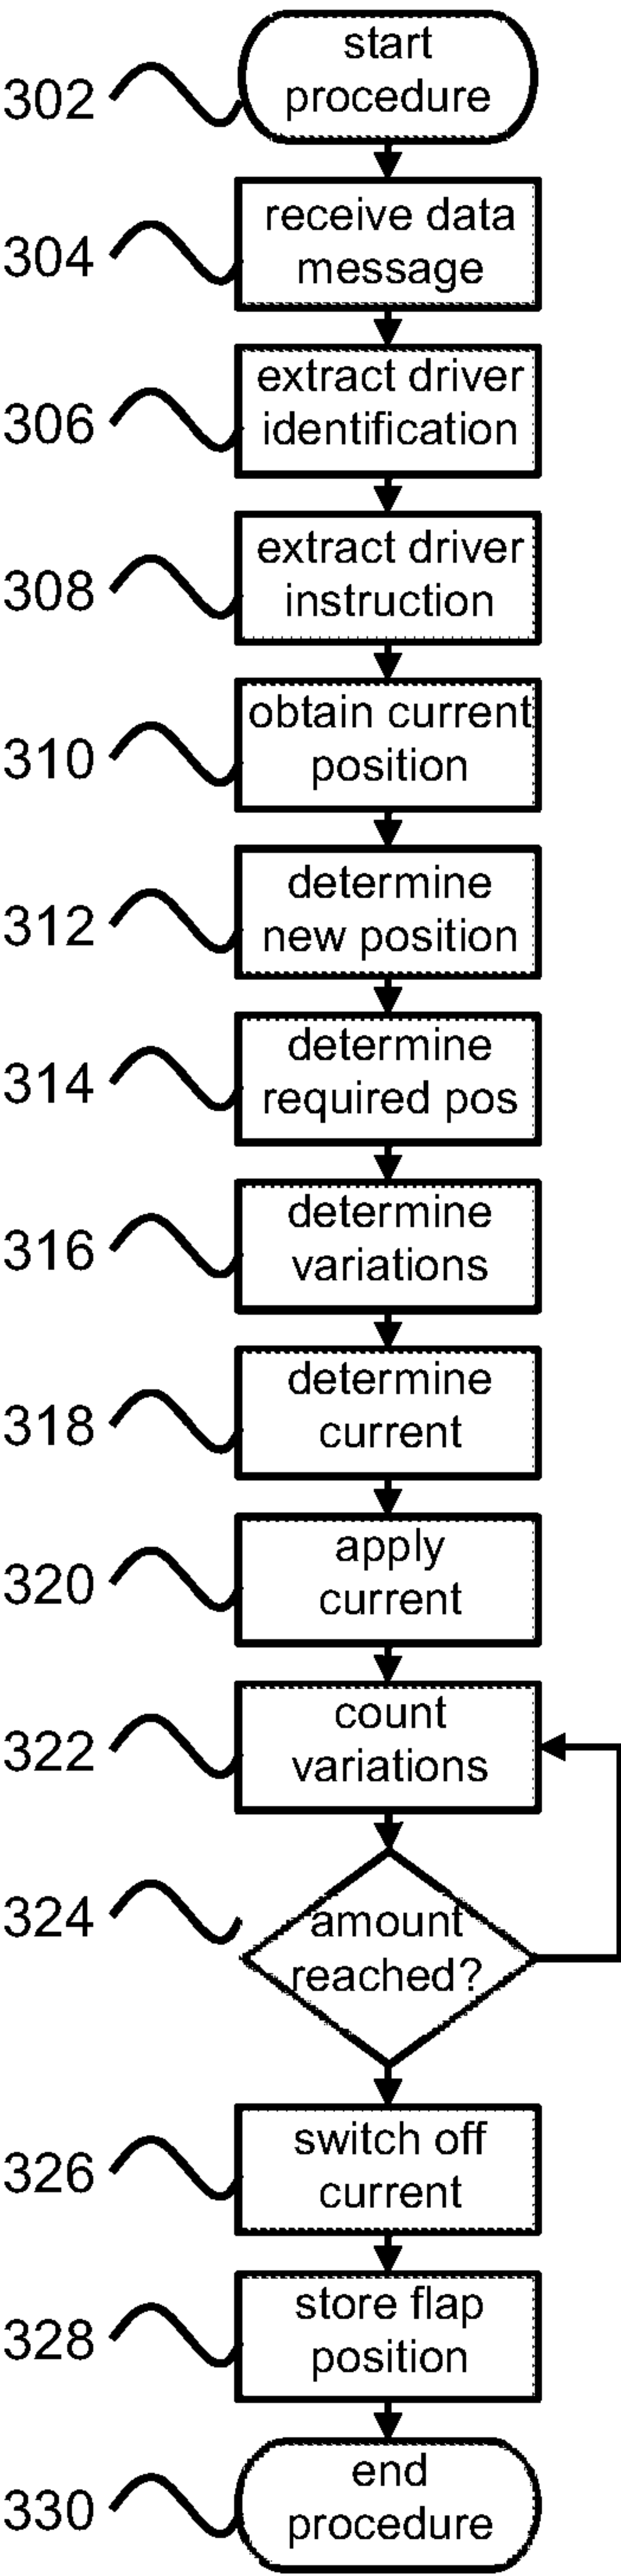 start
302 procedure
receive data
304 message
extract driver
306 identification
extract driver
308 instruction
obtain current
310 position
determine
312 new position
determine
314 required pos
determine
316 variations
determine
318 current
apply
320 current
count
322 variations
324 amount
reached?
switch off
326 current
store flap
328 position
end
330 procedure